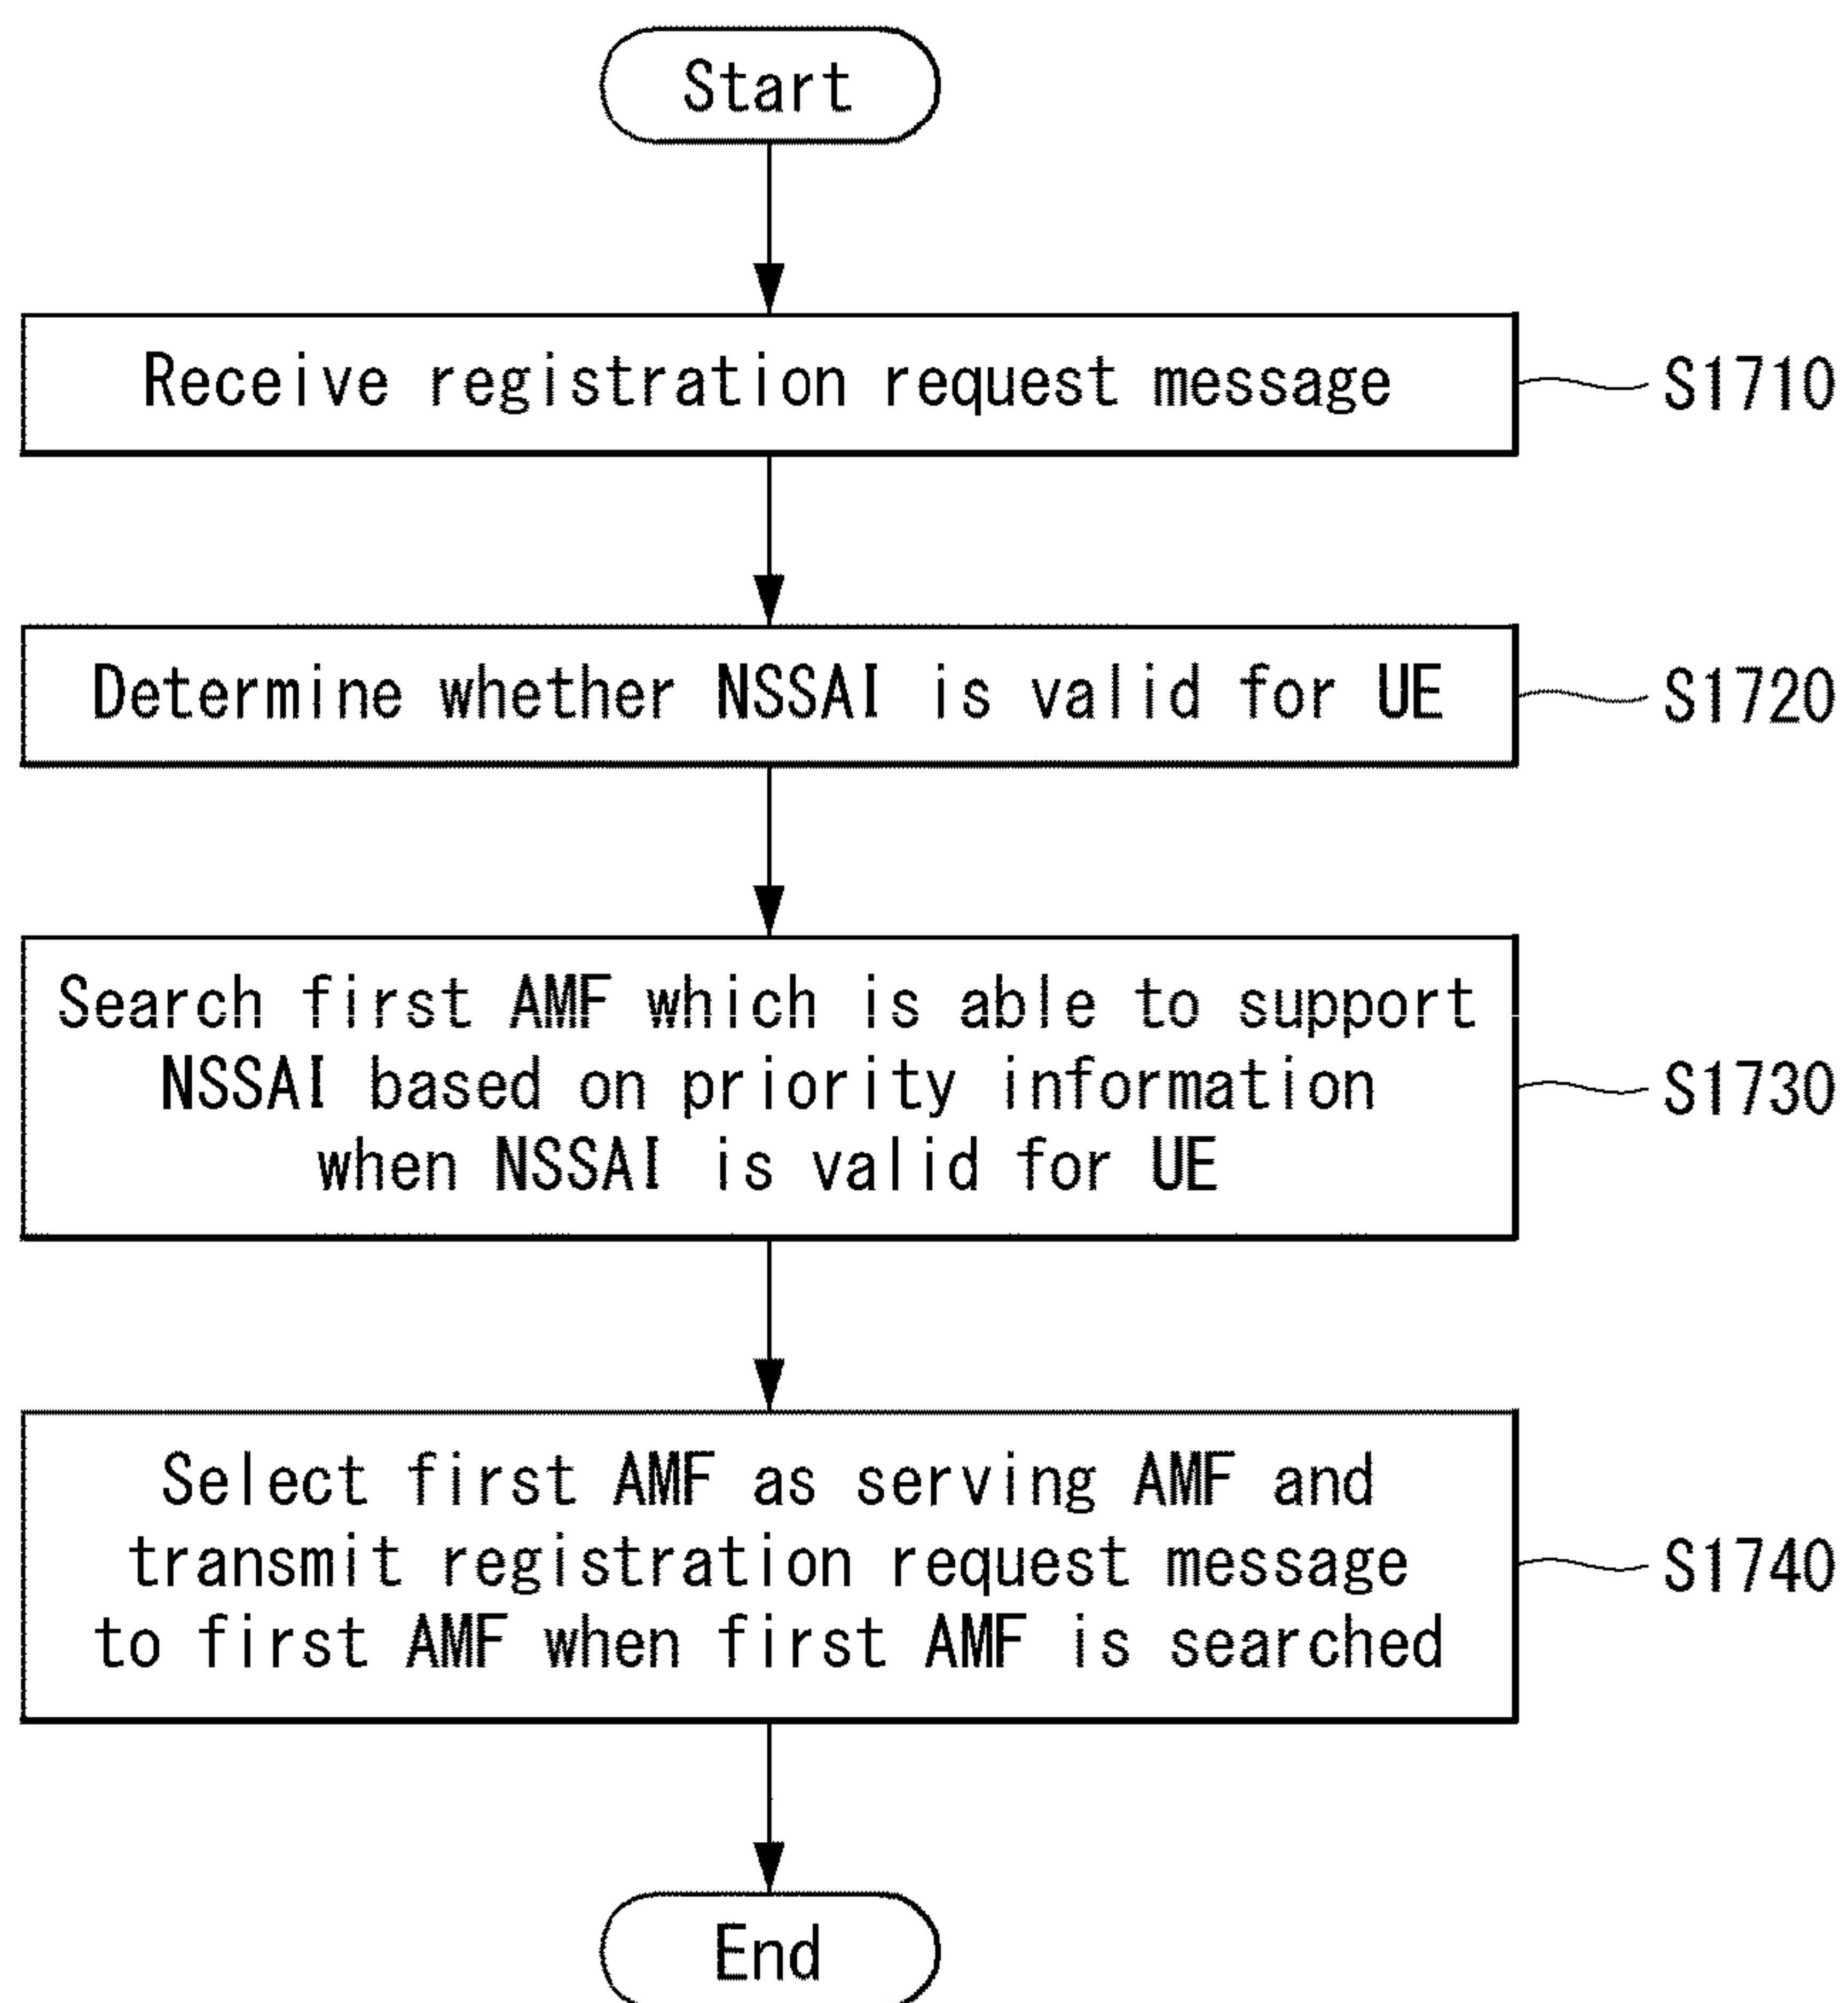 Start
Receive registration request message
S1710
Determine whether NSSAI is valid for UE
S1720
Search first AMF which is able to support
NSSAI based on priority information
when NSSAI is valid for UE
S1730
Select first AMF as serving AMF and
transmit registration request message
to first AMF when first AMF is searched
S1740
End